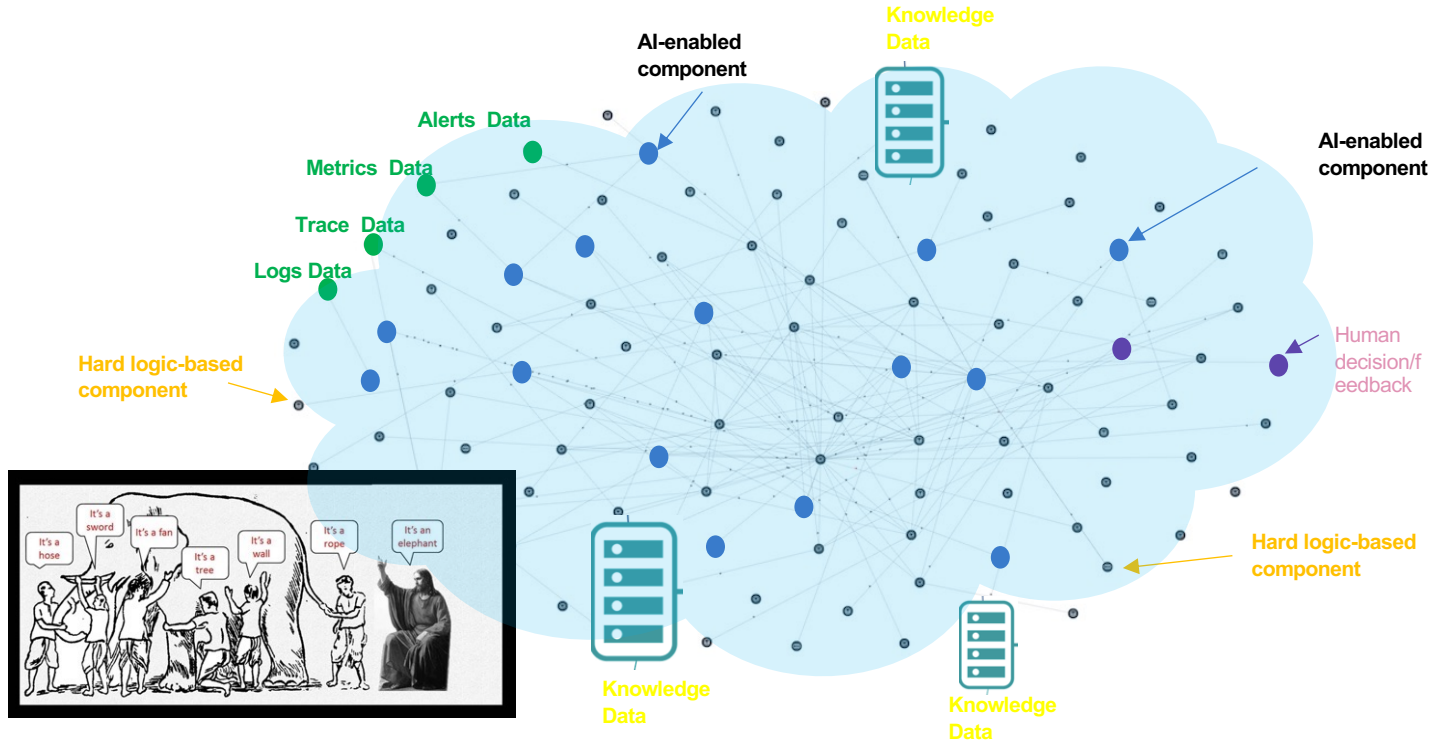 Knowledge
Data
AI-enabled
component
Alerts Data
Metrics Data
Trace Data
Logs Data
AI-enabled
component
Hard logic-based
component
Human
decision/f
eedback
It's a
hose
It's a
sword
It's a fan
It's a
tree
It's a
wall
It's a
rope
It's an
elephant
Hard logic-based
component
Knowledge
Data
Knowledge
Data